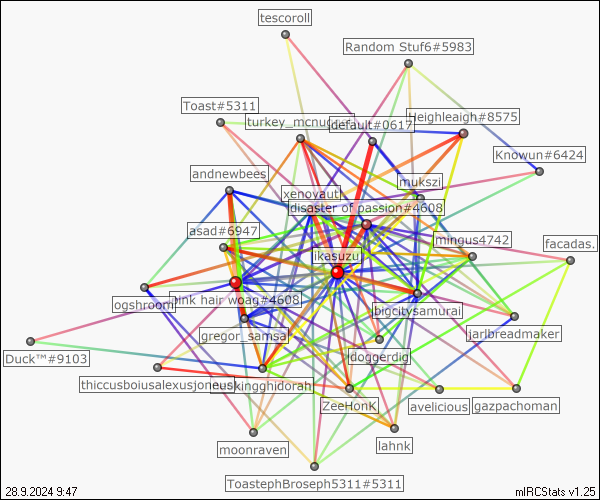 tescoroll
Random Stuf6#5983
Toast#5311
turkey_mcnugget
default#0617
Heighleaigh#8575
Knowun#6424
andnewbees
mukszi
xenovault
disaster of passion#4608
asad#6947
mingus4742
facadas.
ikasuzu
ogshroom
pink hair woag#4608
bigcitysamurai
gregor_samsa
jarlbreadmaker
Duck™#9103
doggerdig
thiccusboiusalexusjoneus
kingghidorah
ZeeHonK
avelicious
gazpachoman
moonraven
lahnk
ToastephBroseph5311#5311
28.9.2024 9:47
mIRCStats v1.25